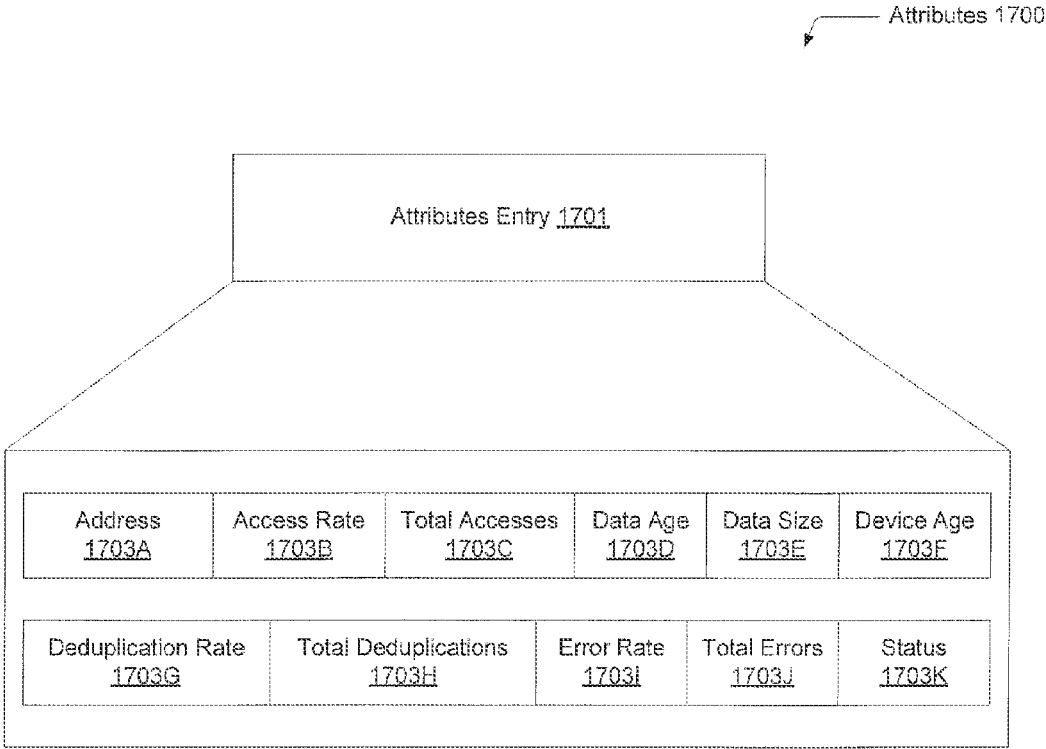 Attributes 1700
Attributes Entry 1701
Address Access Rate Total Accesses Data Age Data Size Device Age
1703A 1703B 1703C 1703D 1703E 1703F
Deduplication Rate Total Deduplications Error Rate Total Errors Status
1703G 1703H 1703I 1703J 1703K